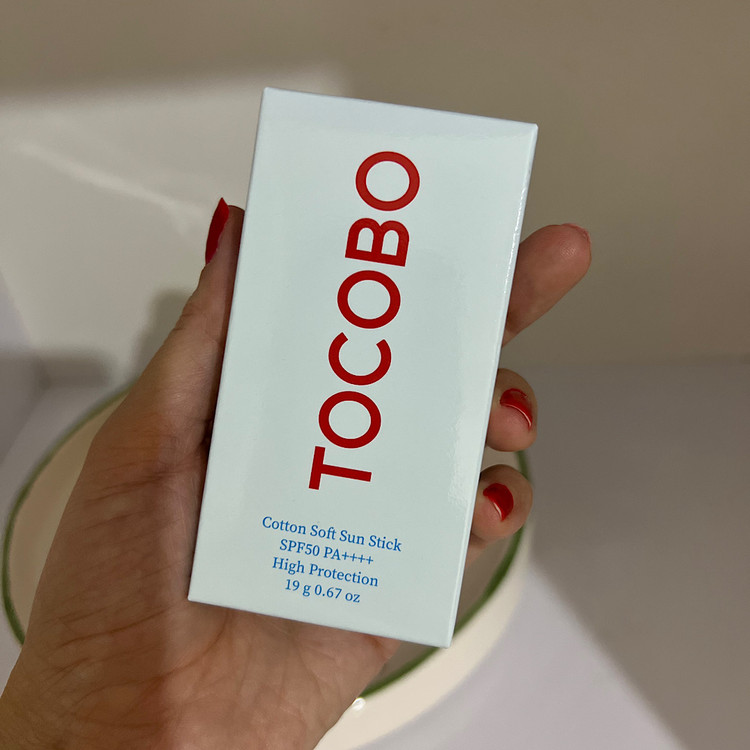 TOCOBO
Cotton Soft Sun Stick
SPF50 PA++++
High Protection
19 g 0.67 oz